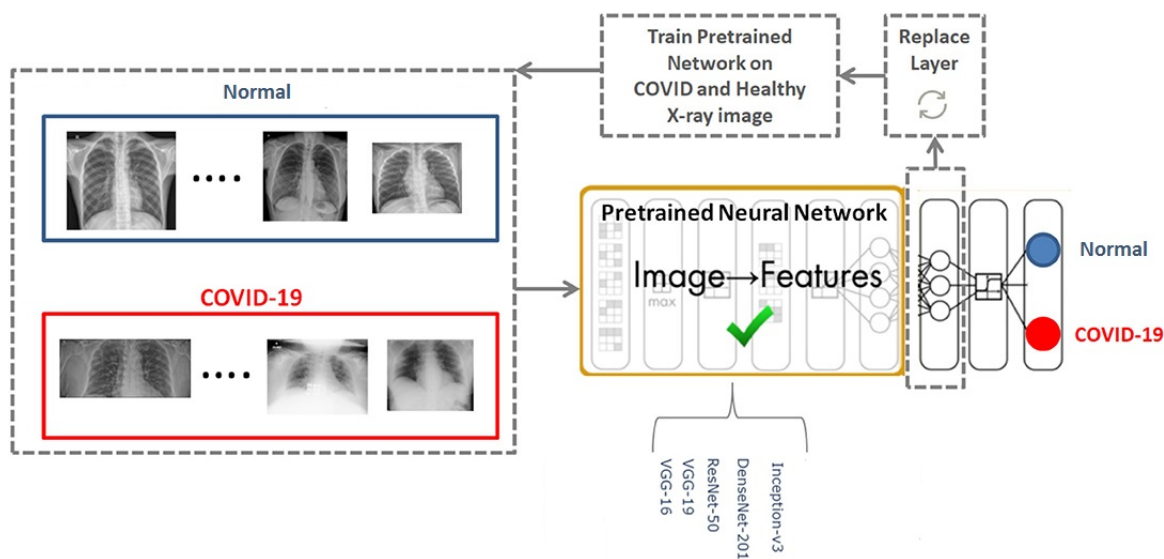 Train Pretrained
Network on
COVID and Healthy
X-ray image
Replace
Layer
Normal
COVID-19
Pretrained Neural Network
Image→Features
max
Normal
COVID-19
VGG-16
VGG-19
ResNet-50
DenseNet-201
Inception-v3